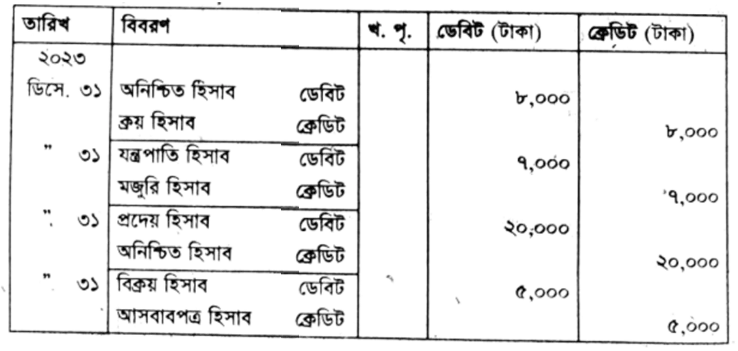 তারিখ বিবরণ খ. পৃ. ডেবিট (টাকা) ক্রেডিট (টাকা)
২০২৩
ডিসে. ৩১ অনিশ্চিত হিসাব ডেবিট ৮,০০০
ক্রয় হিসাব ক্রেডিট ৮,০০০
" ৩১ যন্ত্রপাতি হিসাব ডেবিট ৭,০০০
মজুরি হিসাব ক্রেডিট ৭,০০০
" ৩১ প্রদেয় হিসাব ডেবিট ২০,০০০
অনিশ্চিত হিসাব ক্রেডিট ২০,০০০
" ৩১ বিক্রয় হিসাব ডেবিট ৫,০০০
আসবাবপত্র হিসাব ক্রেডিট ৫,০০০